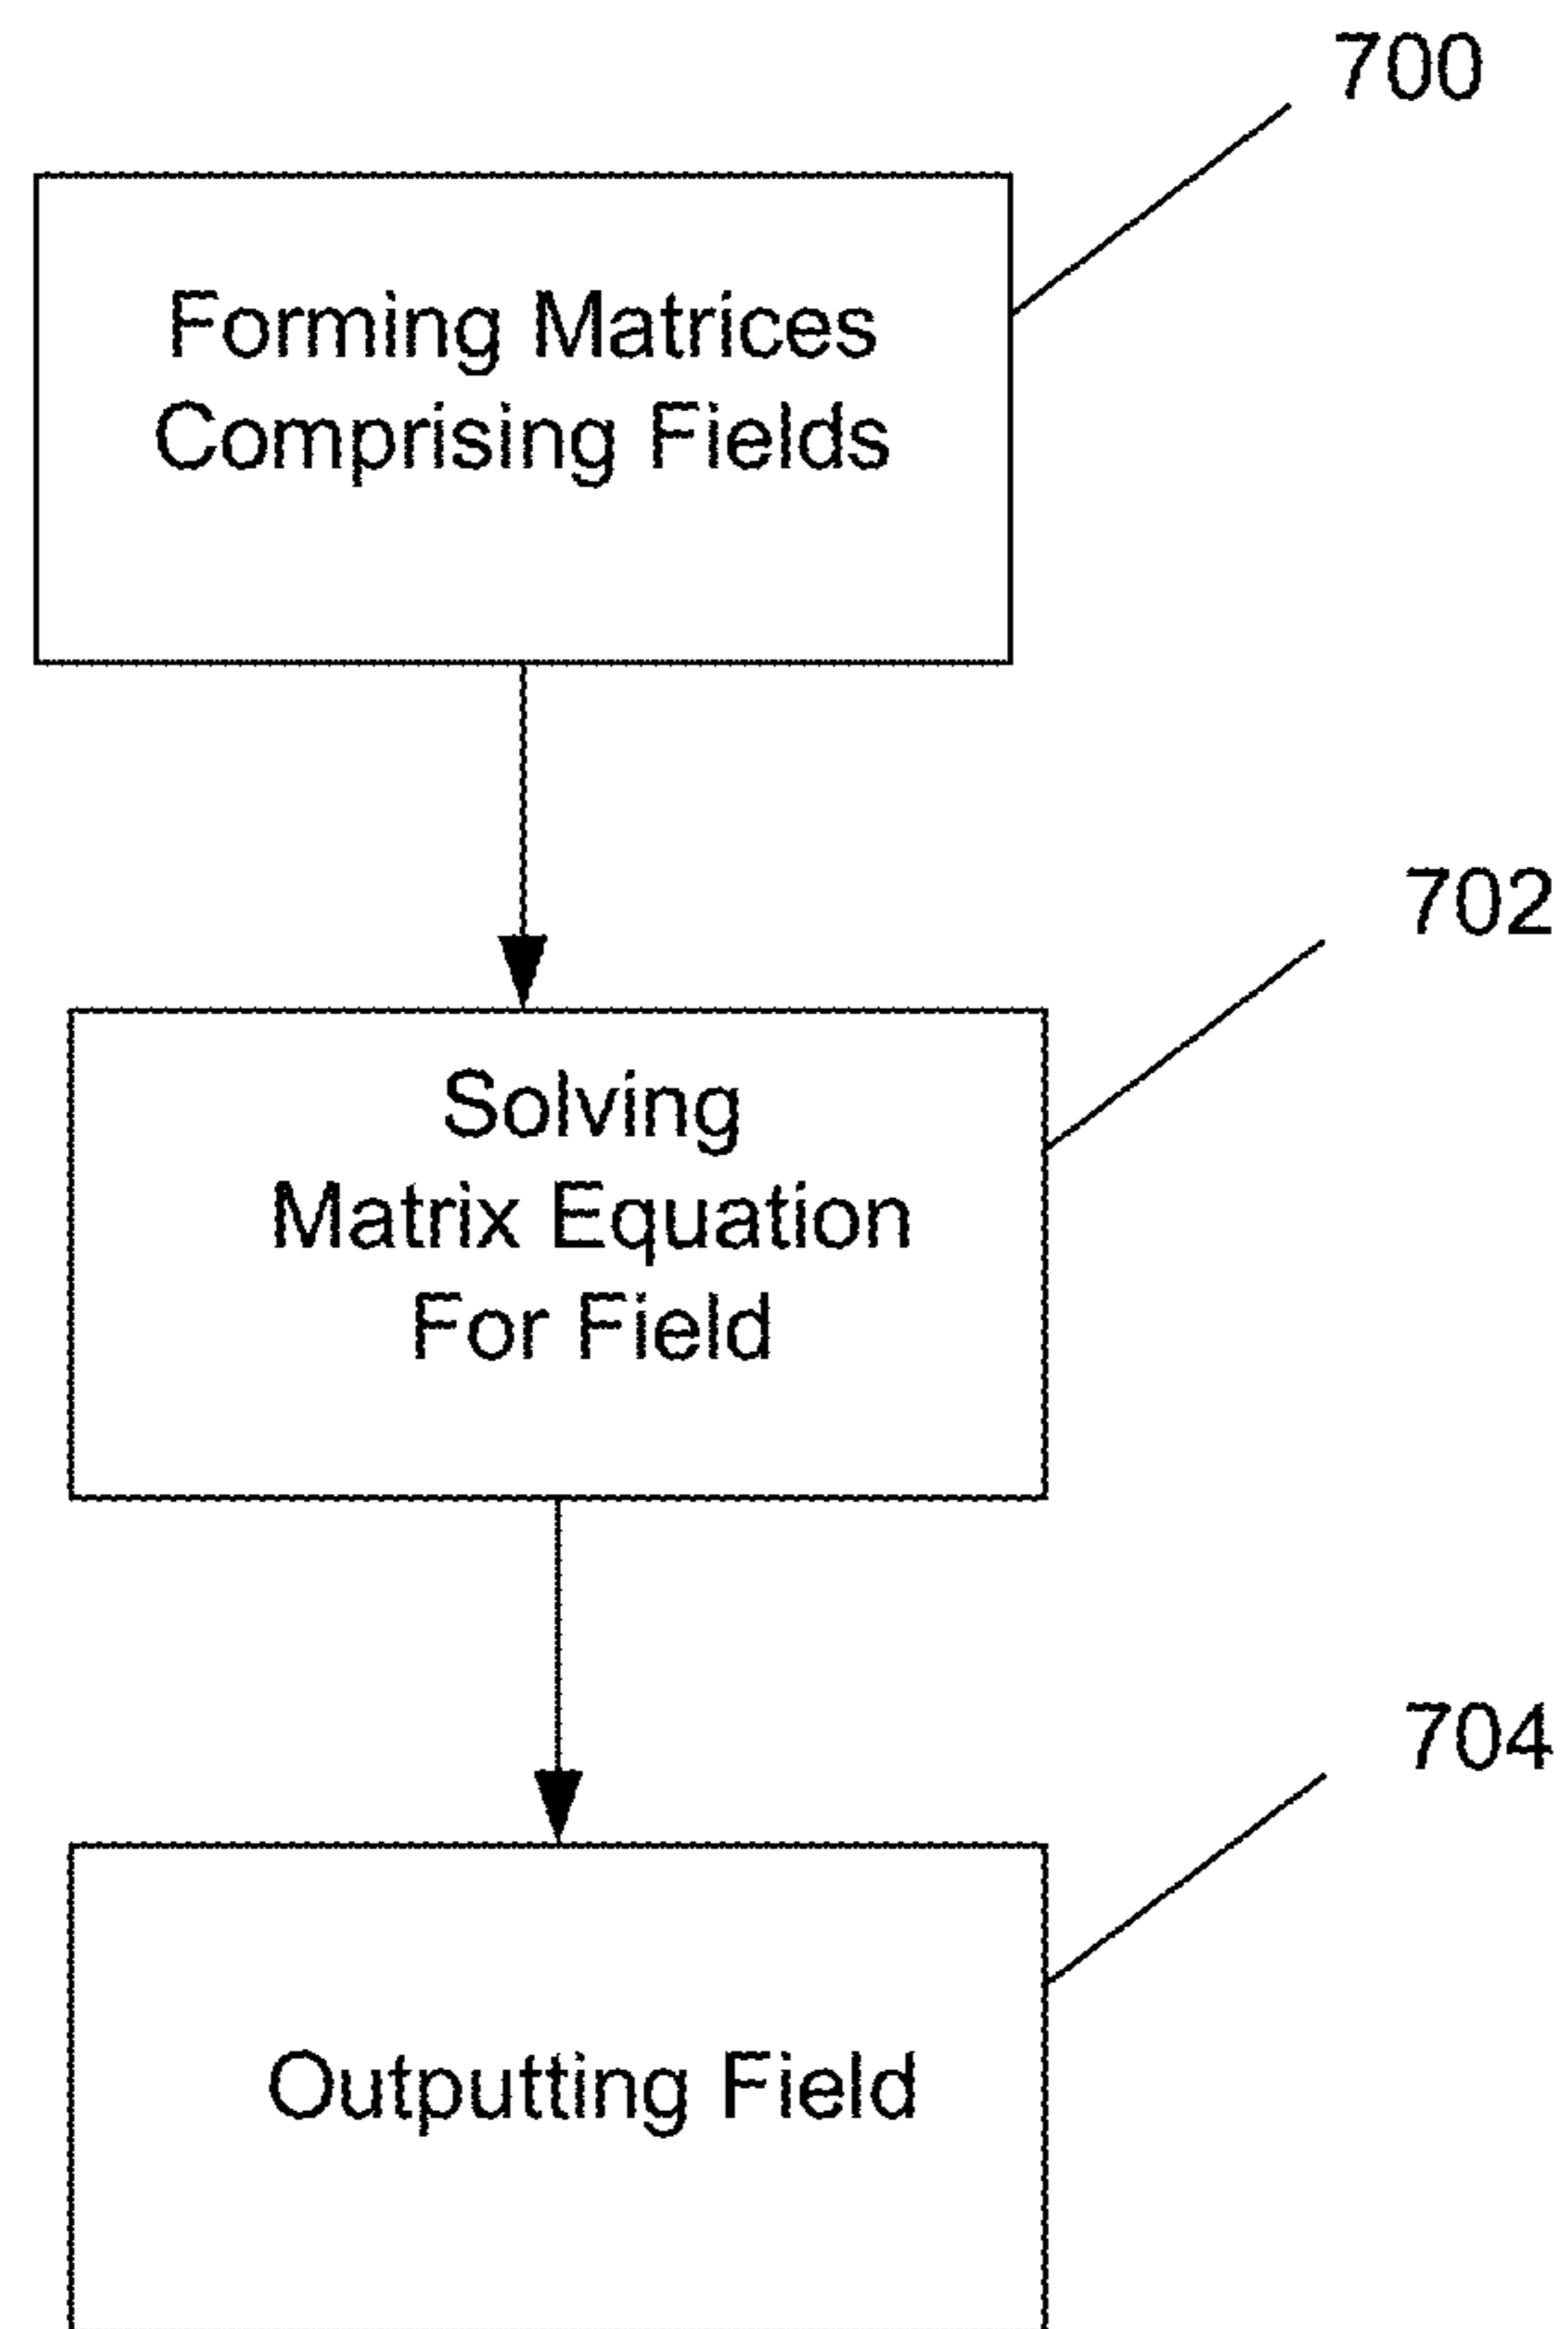 700
Forming Matrices
Comprising Fields
702
Solving
Matrix Equation
For Field
704
Outputting Field